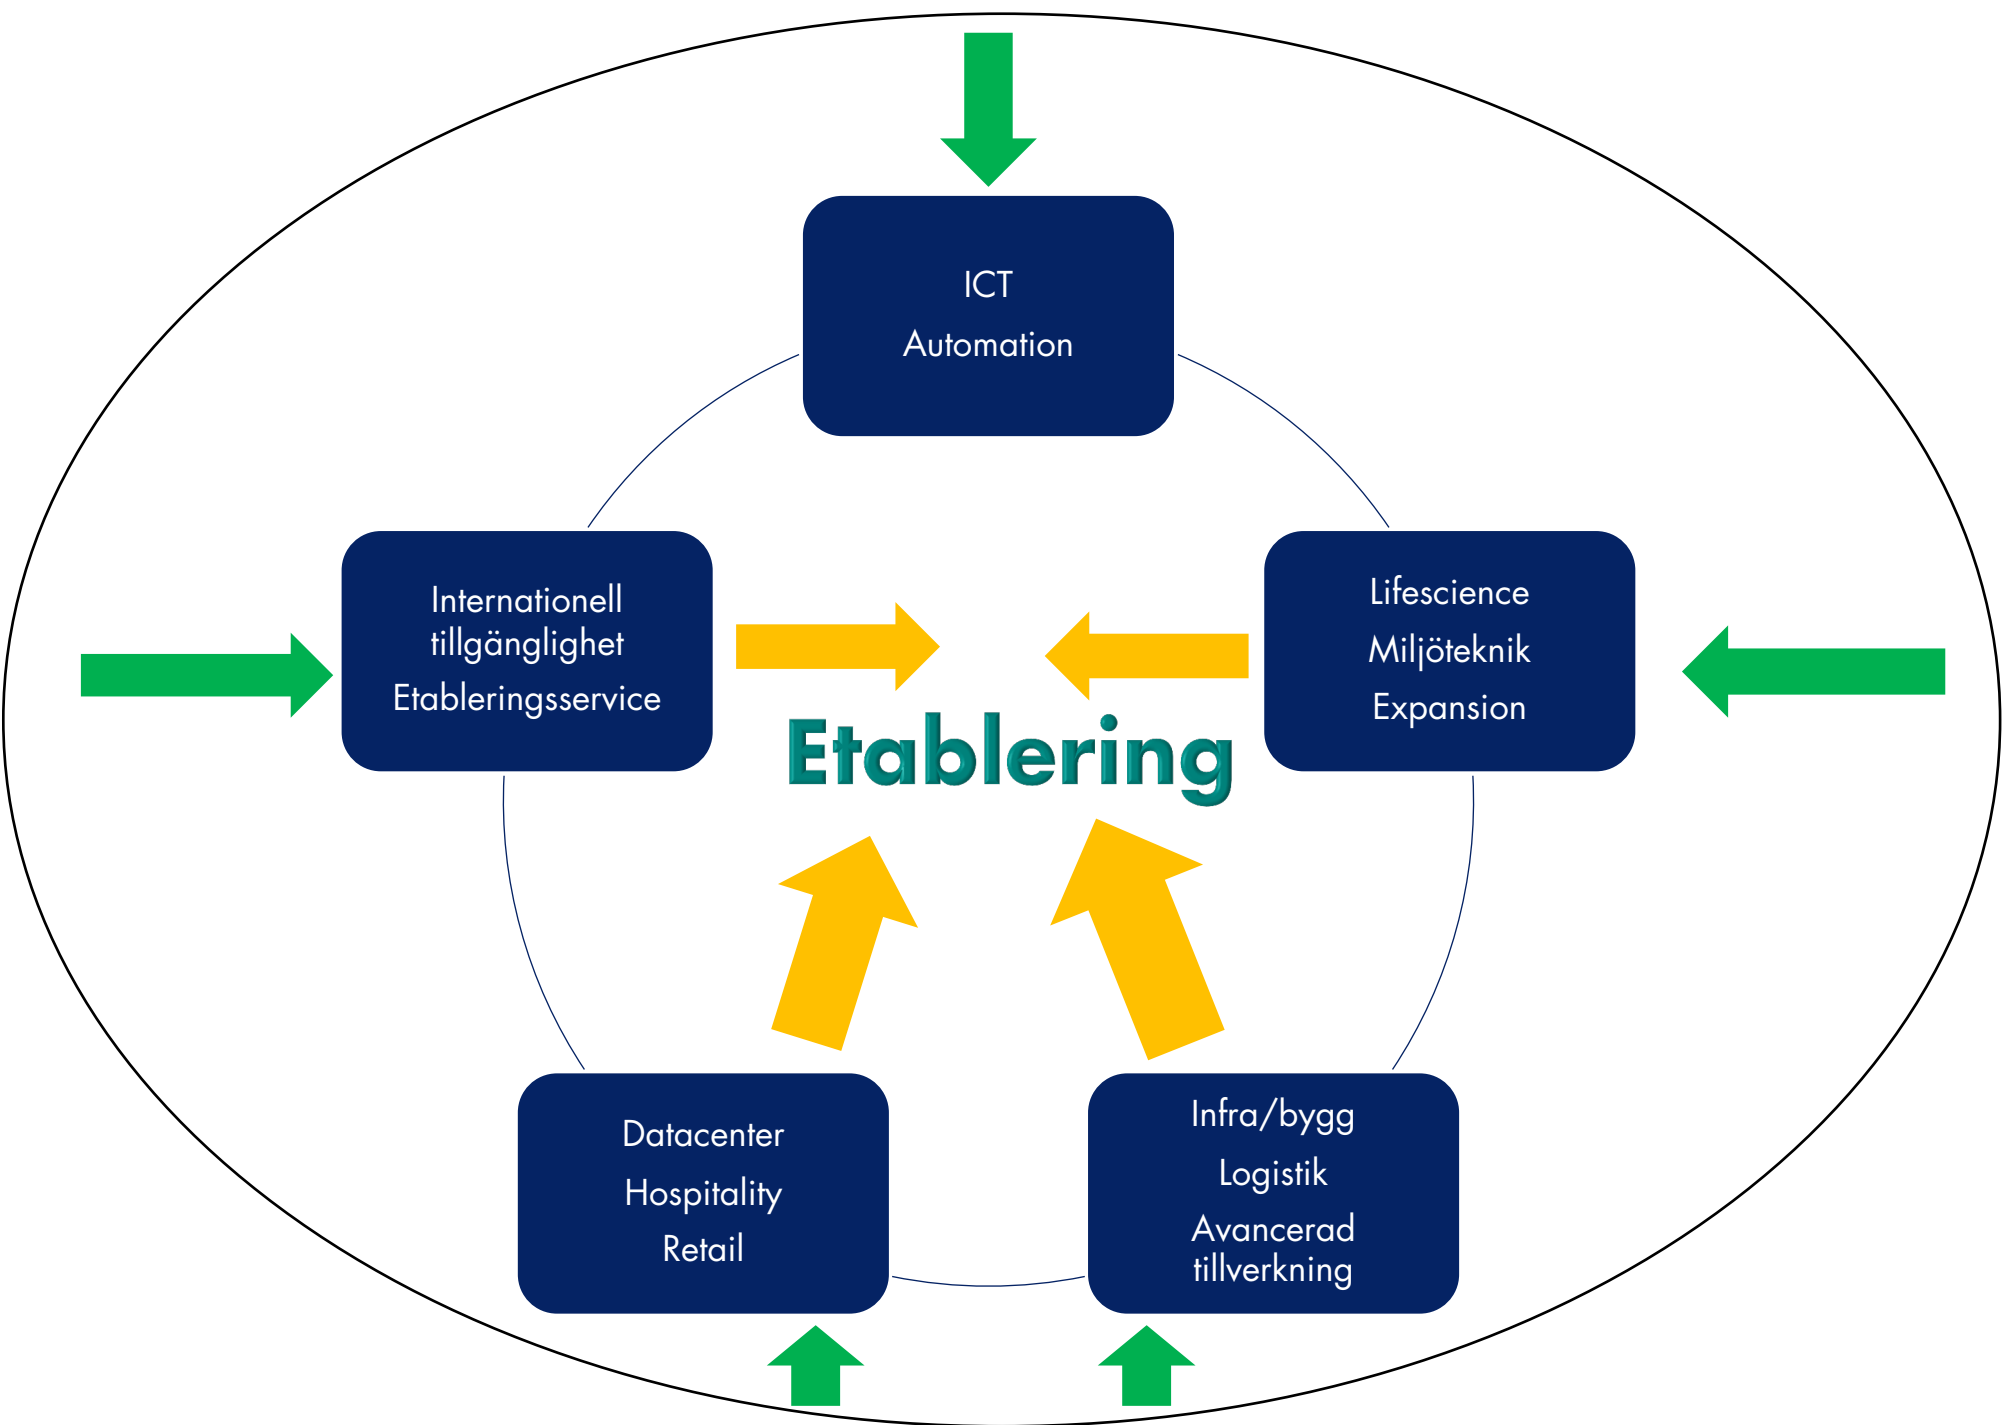 ICT
Automation
Internationell
tillgänglighet
Etableringsservice
Lifescience
Miljöteknik
Expansion
Etablering
Datacenter
Hospitality
Retail
Infra/bygg
Logistik
Avancerad
tillverkning